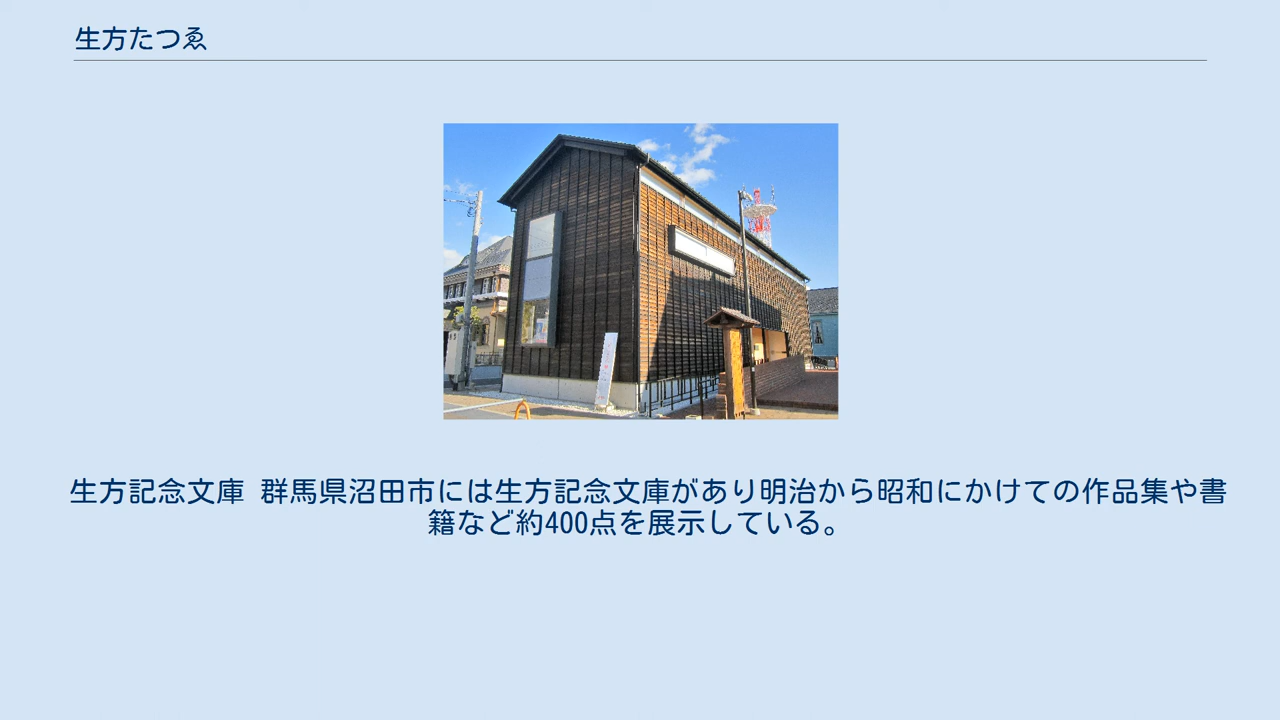 生方たつゑ
生方記念文庫 群馬県沼田市には生方記念文庫があり明治から昭和にかけての作品集や書
籍など約400点を展示している。